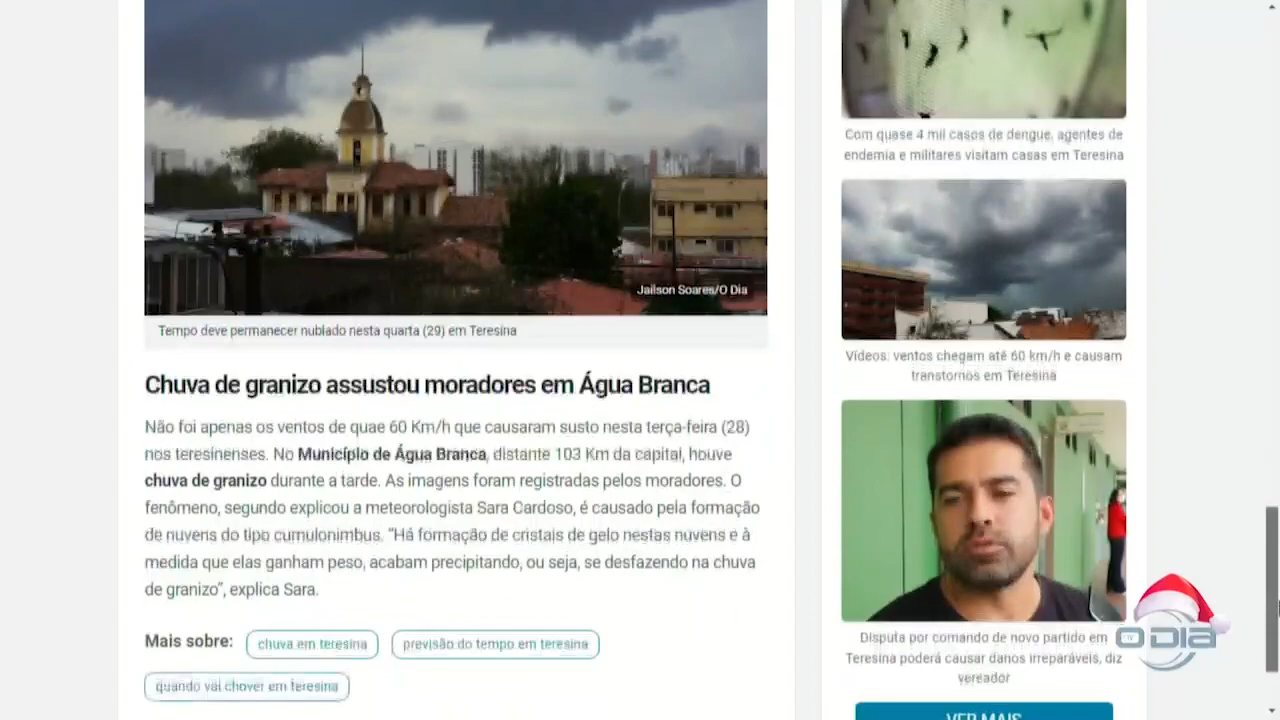 Jailson Soares/O Dia
Tempo deve permanecer nublado nesta quarta (29) em Teresina
Chuva de granizo assustou moradores em Água Branca
Não foi apenas os ventos de quae 60 Km/h que causaram susto nesta terça-feira (28)
nos teresinenses. No Município de Água Branca, distante 103 Km da capital, houve
chuva de granizo durante a tarde. As imagens foram registradas pelos moradores. O
fenômeno, segundo explicou a meteorologista Sara Cardoso, é causado pela formação
de nuvens do tipo cumulonimbus. “Há formação de cristais de gelo nestas nuvens e à
medida que elas ganham peso, acabam precipitando, ou seja, se desfazendo na chuva
de granizo”, explica Sara.
Mais sobre: chuva em teresina previsão do tempo em teresina
quando vai chover em teresina
Com quase 4 mil casos de dengue, agentes de
endemia e militares visitam casas em Teresina
Vídeos: ventos chegam até 60 km/h e causam
transtornos em Teresina
Disputa por comando de novo partido em
Teresina poderá causar danos irreparáveis, diz
vereador
VER MAIS
TV O DIA